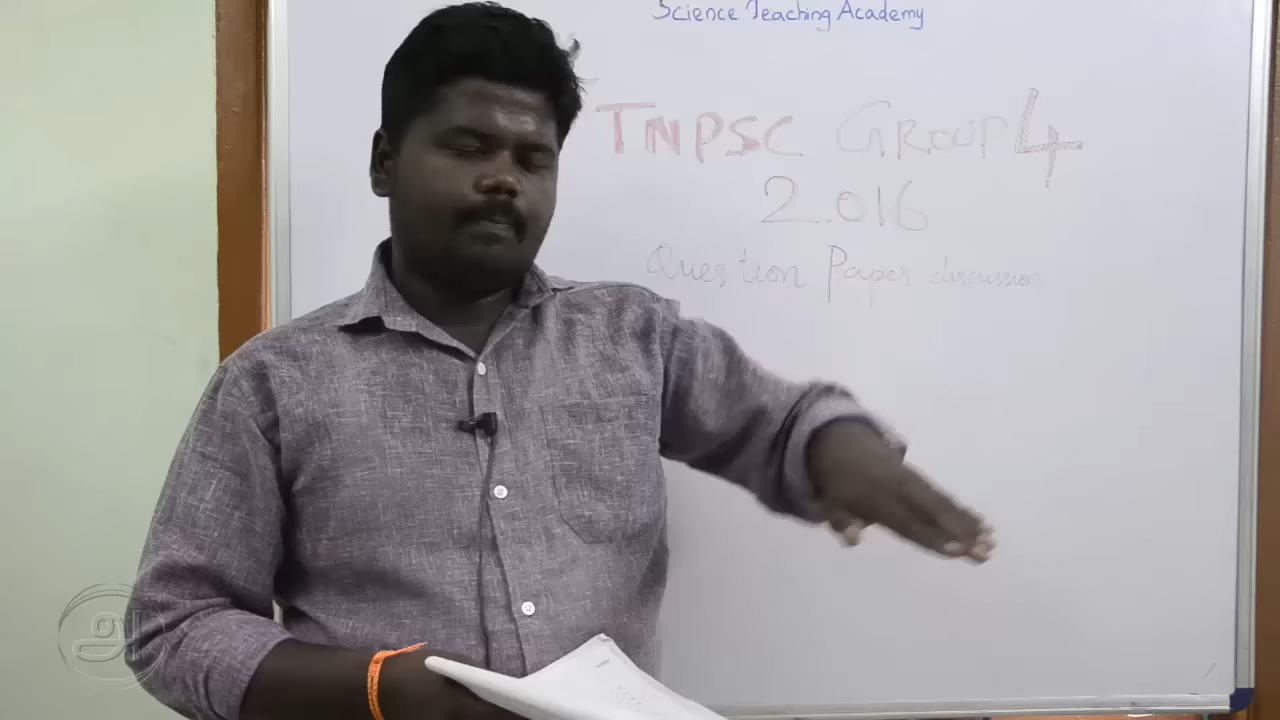 Science Teaching Academy
TNPSC GROUP 4
2016
Question Paper discussion
அ